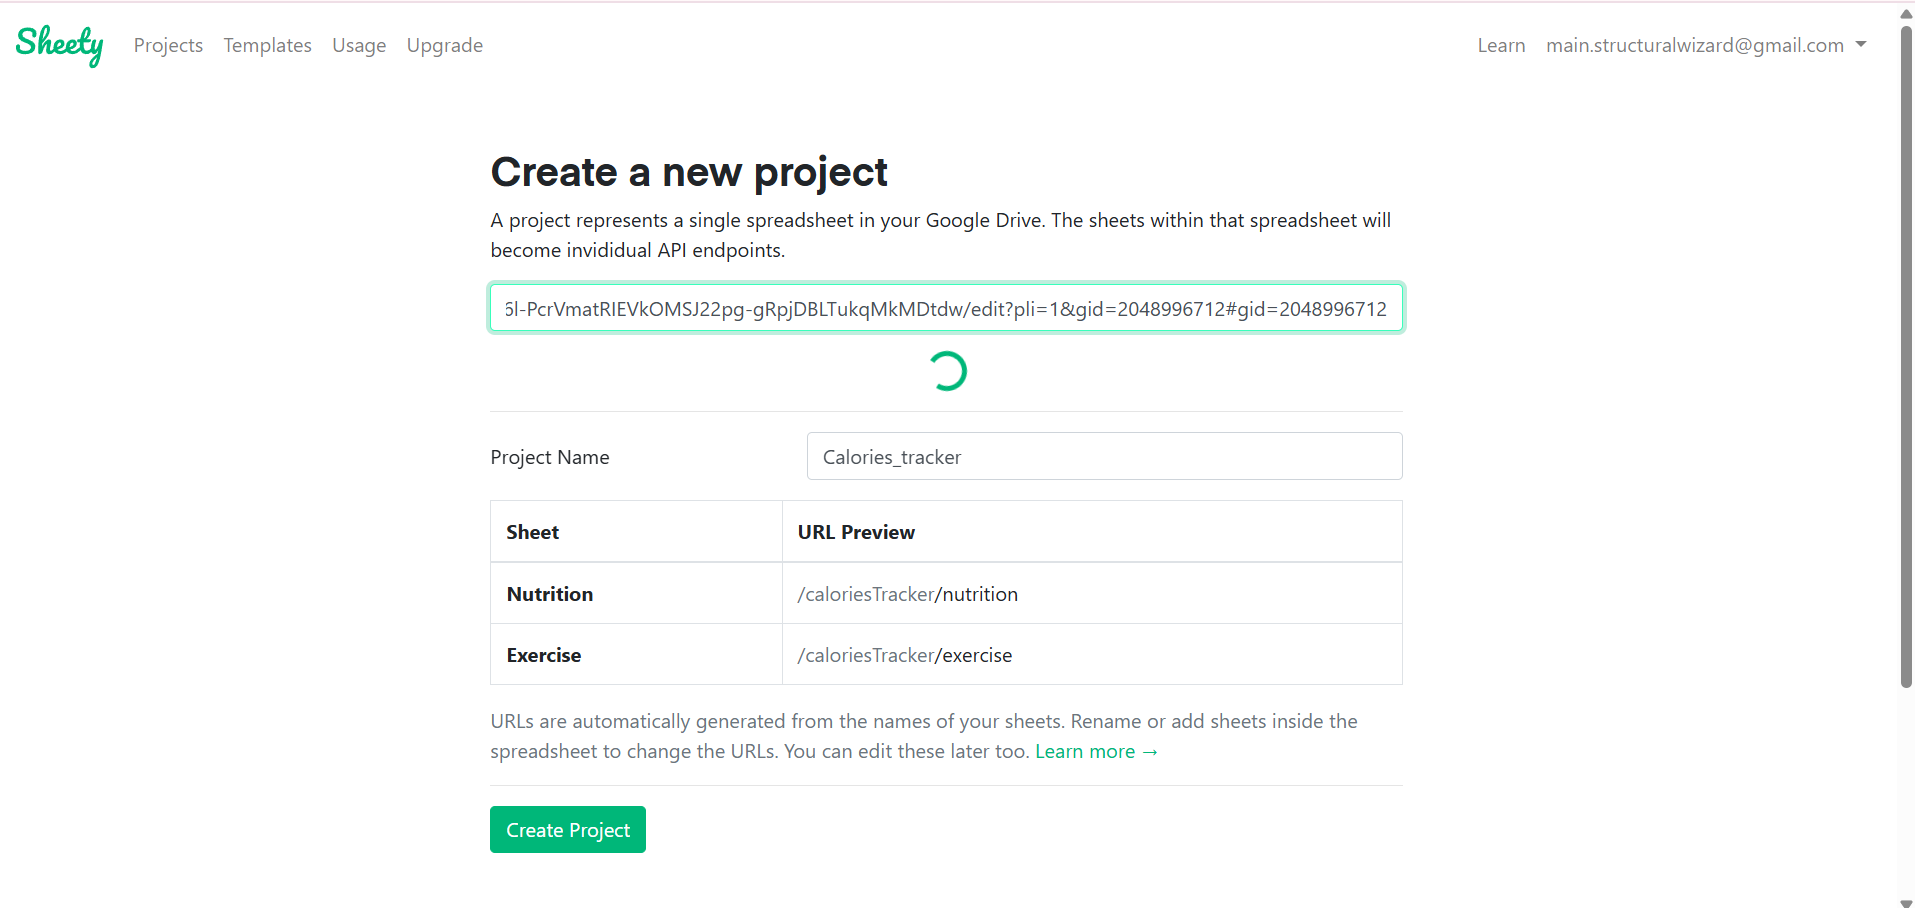 Sheety Projects Templates Usage Upgrade Learn main.structuralwizard@gmail.com
Create a new project
A project represents a single spreadsheet in your Google Drive. The sheets within that spreadsheet will
become invididual API endpoints.
6l-PcrVmatRIEVkOMSJ22pg-gRpjDBLTukqMkMDtdw/edit?pli=1&gid=2048996712#gid=2048996712
Project Name Calories_tracker
Sheet URL Preview
Nutrition /caloriesTracker/nutrition
Exercise /caloriesTracker/exercise
URLs are automatically generated from the names of your sheets. Rename or add sheets inside the
spreadsheet to change the URLs. You can edit these later too. Learn more →
Create Project